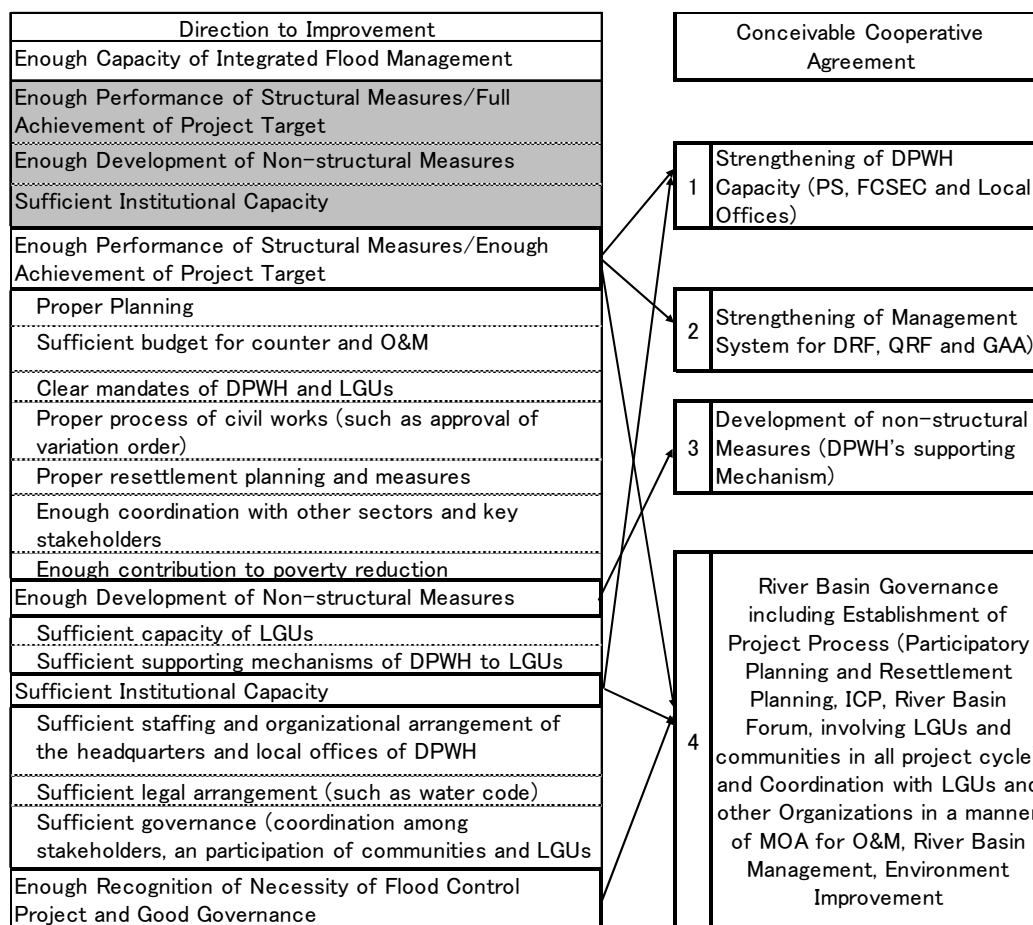 Direction to Improvement
Enough Capacity of Integrated Flood Management
Enough Performance of Structural Measures/Full
Achievement of Project Target
Enough Development of Non-structural Measures
Sufficient Institutional Capacity
Enough Performance of Structural Measures/Enough
Achievement of Project Target
Proper Planning
Sufficient budget for counter and O&M
Clear mandates of DPWH and LGUs
Proper process of civil works (such as approval of
variation order)
Proper resettlement planning and measures
Enough coordination with other sectors and key
stakeholders
Enough contribution to poverty reduction
Enough Development of Non-structural Measures
Sufficient capacity of LGUs
Sufficient supporting mechanisms of DPWH to LGUs
Sufficient Institutional Capacity
Sufficient staffing and organizational arrangement of
the headquarters and local offices of DPWH
Sufficient legal arrangement (such as water code)
Sufficient governance (coordination among
stakeholders, an participation of communities and LGUs
Enough Recognition of Necessity of Flood Control
Project and Good Governance
Conceivable Cooperative
Agreement
1
Strengthening of DPWH
Capacity (PS, FCSEC and Local
Offices)
2
Strengthening of Management
System for DRF, QRF and GAA)
3
Development of non-structural
Measures (DPWH's supporting
Mechanism)
4
River Basin Governance
including Establishment of
Project Process (Participatory
Planning and Resettlement
Planning, ICP, River Basin
Forum, involving LGUs and
communities in all project cycle
and Coordination with LGUs and
other Organizations in a manner
of MOA for O&M, River Basin
Management, Environment
Improvement